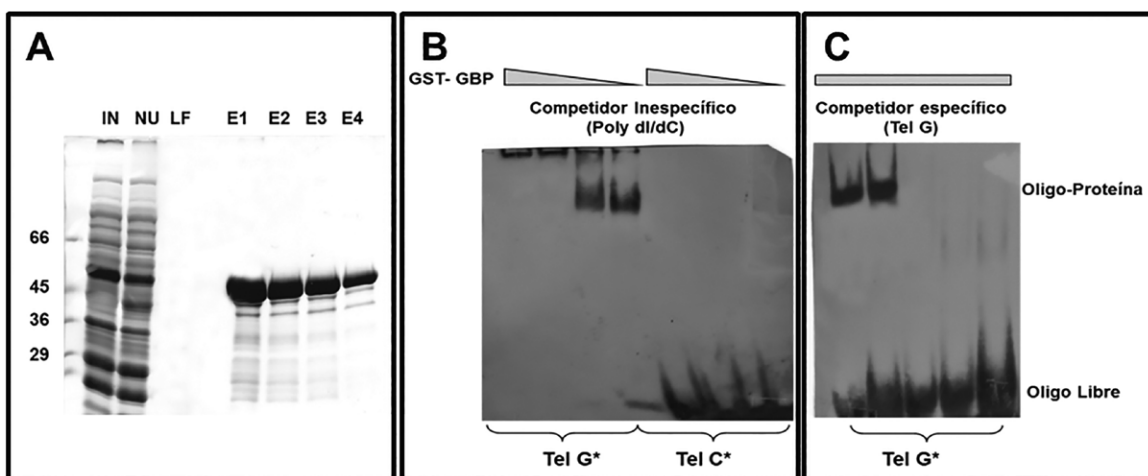 A
IN NU LF E1 E2 E3 E4
66
45
36
29
B
GST- GBP
Competidor Inespecífico
(Poly dI/dC)
Tel G* Tel C*
C
Competidor específico
(Tel G)
Oligo-Proteína
Oligo Libre
Tel G*